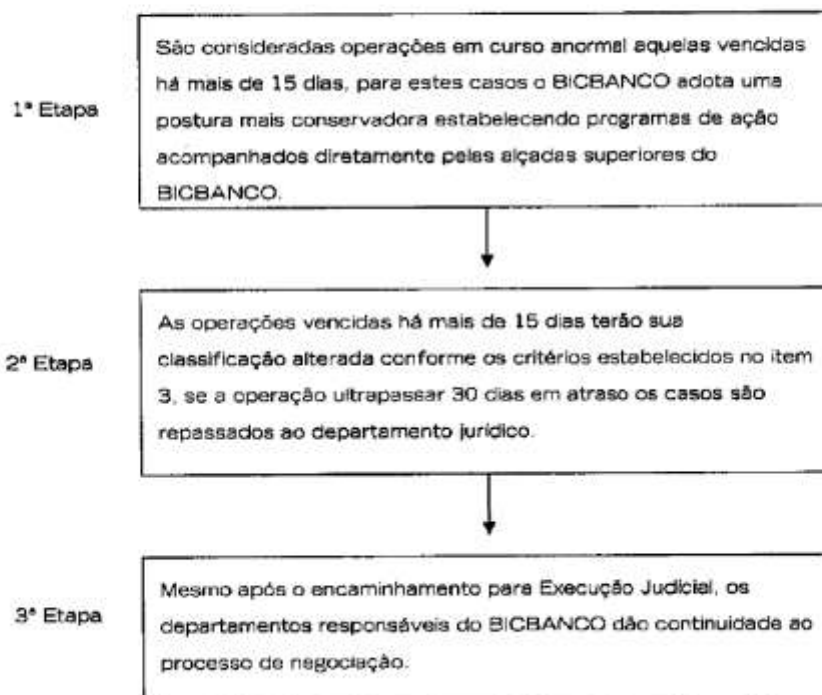 São consideradas operações em curso anormal aquelas vencidas
há mais de 15 dias, para estes casos o BICBANCO adota uma
1ª Etapa
postura mais conservadora estabelecendo programas de ação
acompanhados diretamente pelas alçadas superiores do
BICBANCO.
As operações vencidas há mais de 15 dias terão sua
2ª Etapa
classificação alterada conforme os critérios estabelecidos no item
3, se a operação ultrapassar 30 dias em atraso os casos são
repassados ao departamento jurídico.
Mesmo após o encaminhamento para Execução Judicial, os
3ª Etapa
departamentos responsáveis do BICBANCO dão continuidade ao
processo de negociação.